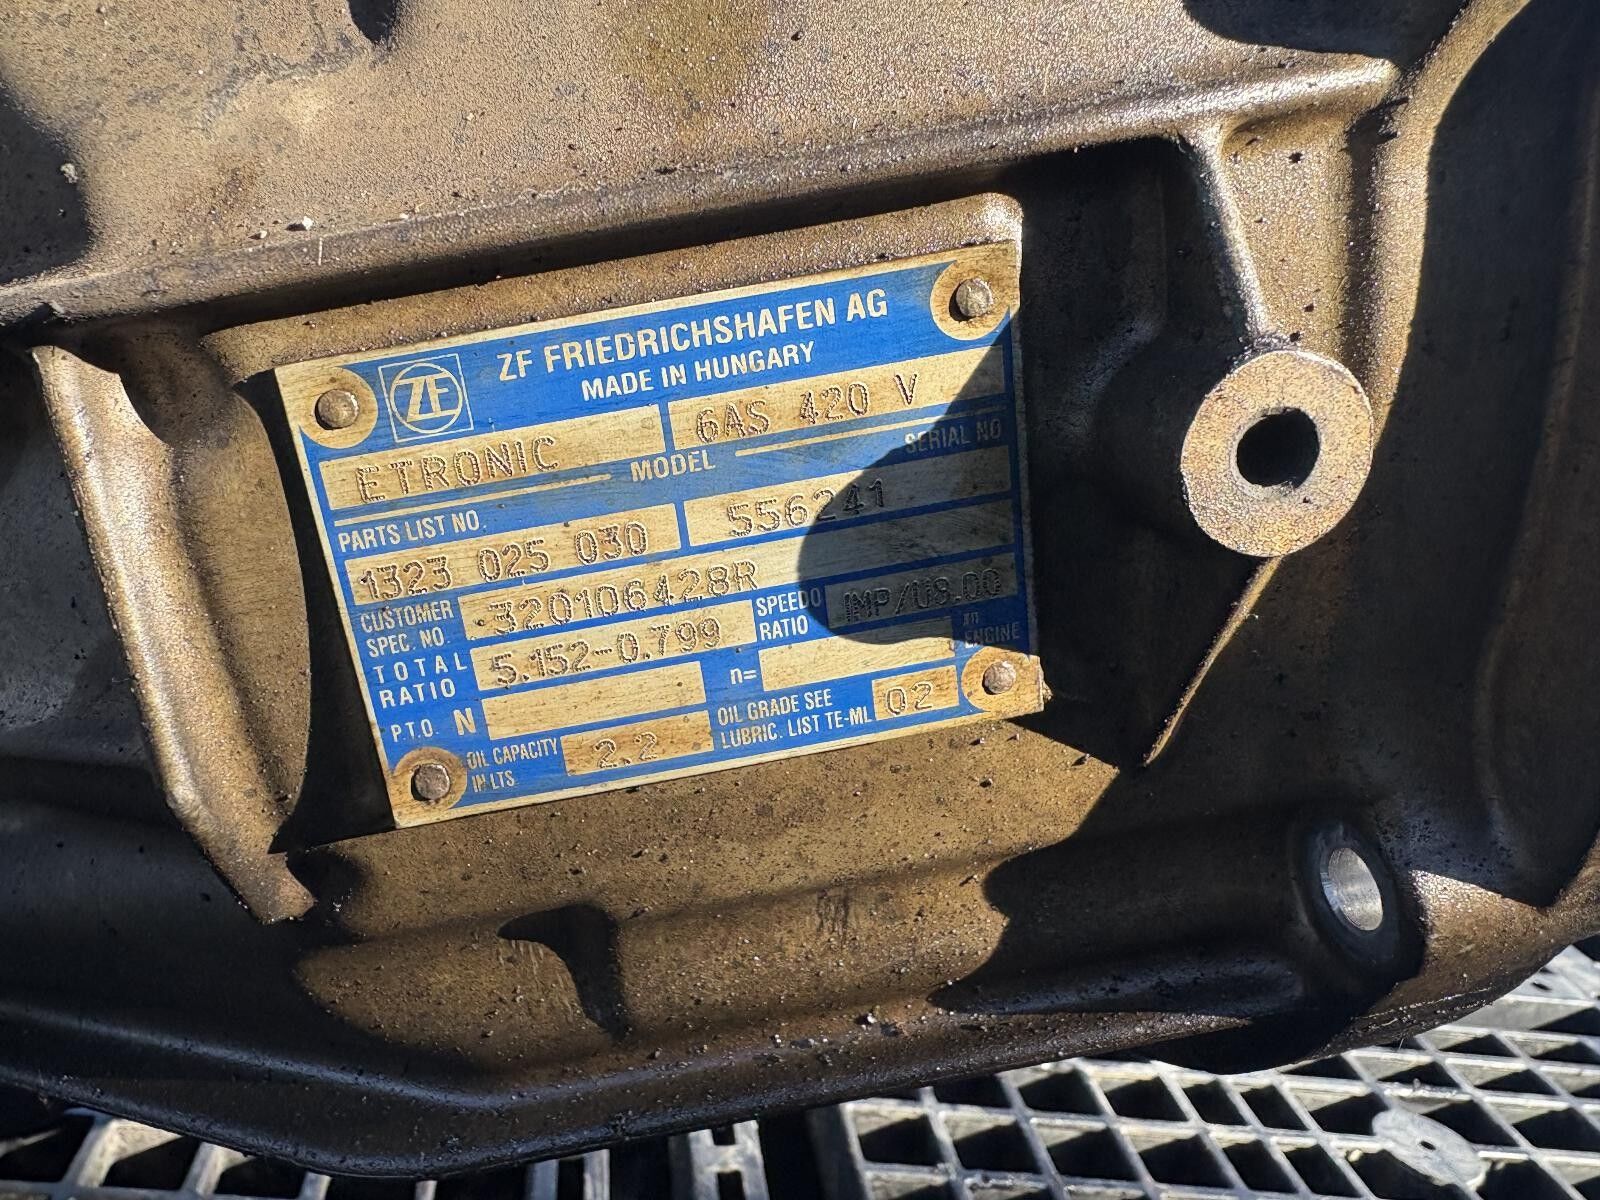 ZF FRIEDRICHSHAFEN AG
MADE IN HUNGARY
ETRONIC 6AS 420 V
MODEL
PARTS LIST NO. SERIAL NO
1323 025 030 556241
CUSTOMER SPEC. NO. 320106428R
TOTAL RATIO 5.152-0.799 SPEEDO RATIO IMP/U8.00
P.T.O. N n= ENGINE
OIL CAPACITY IN LTS. 2.2 OIL GRADE SEE LUBRIC. LIST TE-ML 02